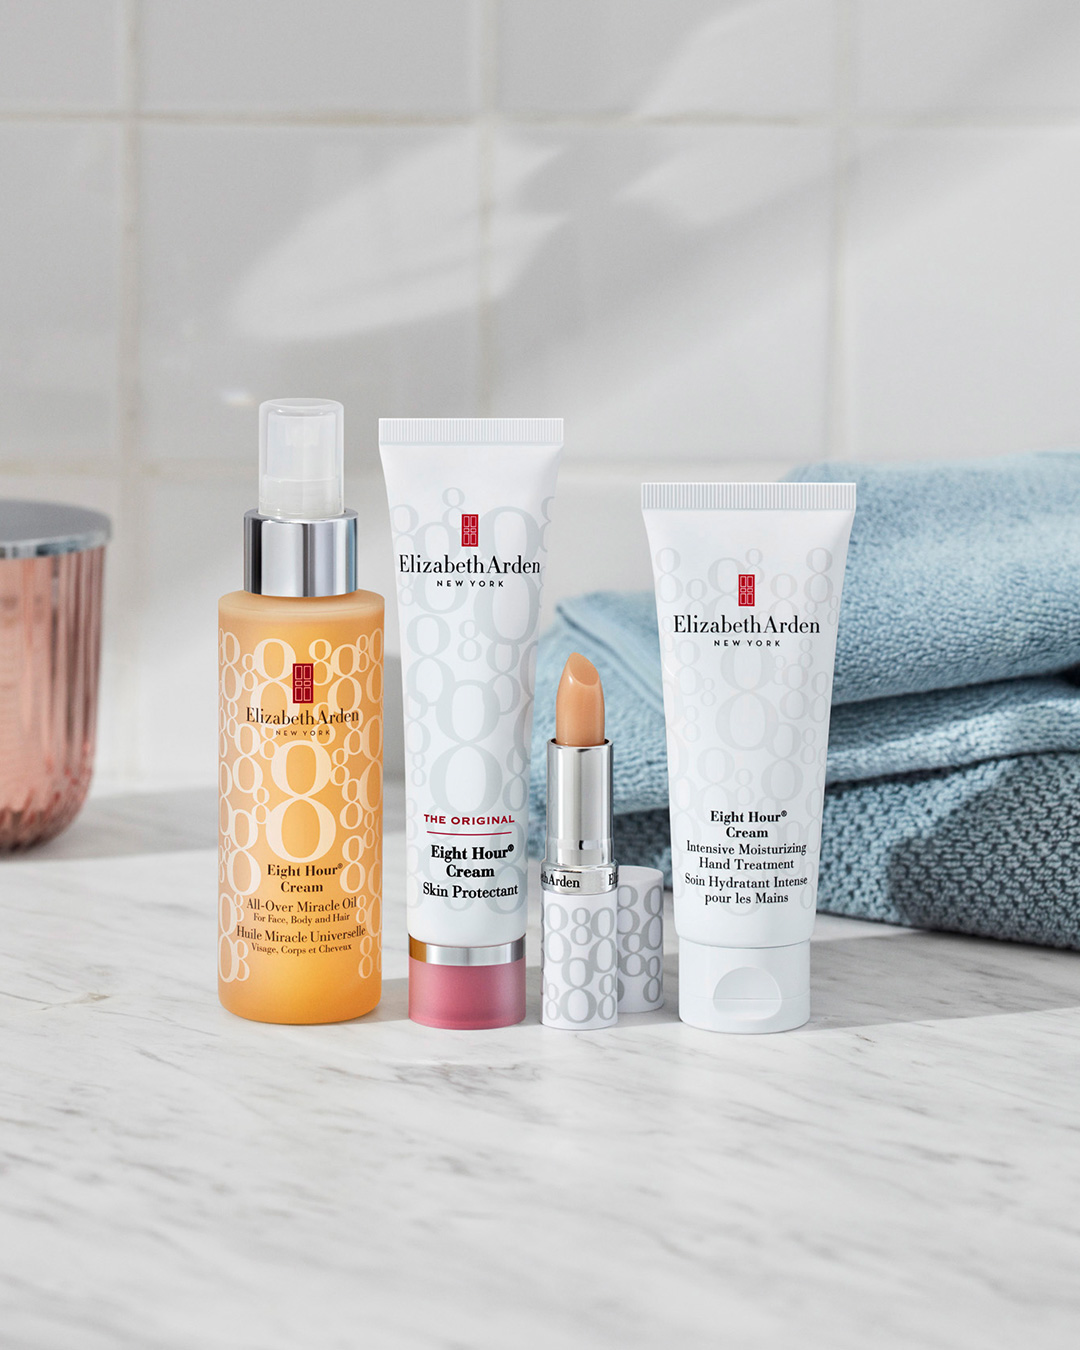 Elizabeth Arden
NEW YORK
Eight Hour®
Cream
All-Over Miracle Oil
For Face, Body and Hair
Huile Miracle Universelle
Visage, Corps et Cheveux
Elizabeth Arden
NEW YORK
THE ORIGINAL
Eight Hour®
Cream
Skin Protectant
Arden
Elizabeth Arden
NEW YORK
Eight Hour®
Cream
Intensive Moisturizing
Hand Treatment
Soin Hydratant Intense
pour les Mains